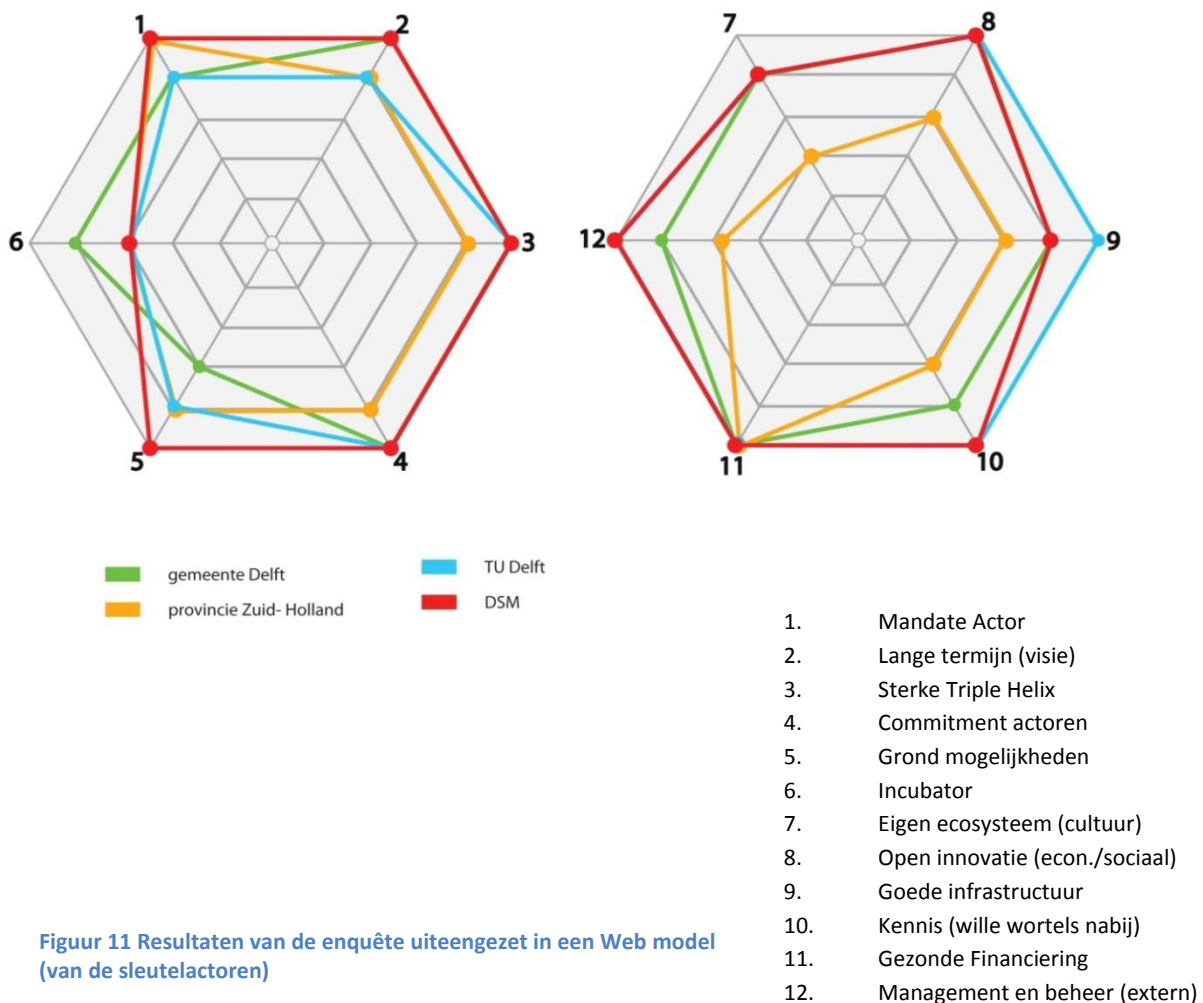 1
2
3
4
5
6
7
8
9
10
11
12
gemeente Delft
provincie Zuid- Holland
TU Delft
DSM
1. Mandate Actor
2. Lange termijn (visie)
3. Sterke Triple Helix
4. Commitment actoren
5. Grond mogelijkheden
6. Incubator
7. Eigen ecosysteem (cultuur)
8. Open innovatie (econ./sociaal)
9. Goede infrastructuur
10. Kennis (wille wortels nabij)
11. Gezonde Financiering
12. Management en beheer (extern)
Figuur 11 Resultaten van de enquête uiteengezet in een Web model
(van de sleutelactoren)